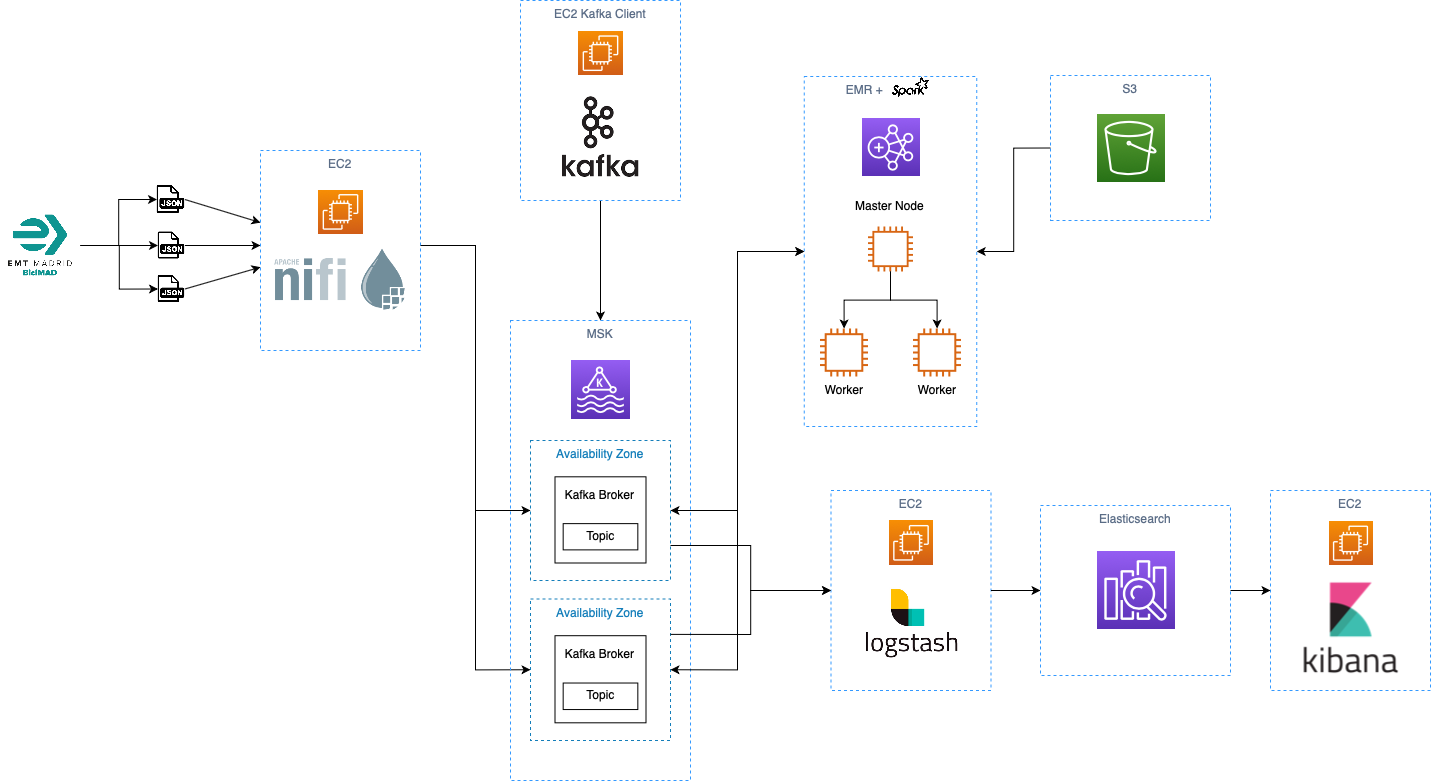 EC2 Kafka Client
kafka
EMT MADRID
BiciMAD
JSON
JSON
JSON
EC2
APACHE
nifi
MSK
K
Availability Zone
Kafka Broker
Topic
Availability Zone
Kafka Broker
Topic
EMR + Spark
Master Node
Worker
Worker
S3
EC2
logstash
Elasticsearch
EC2
kibana